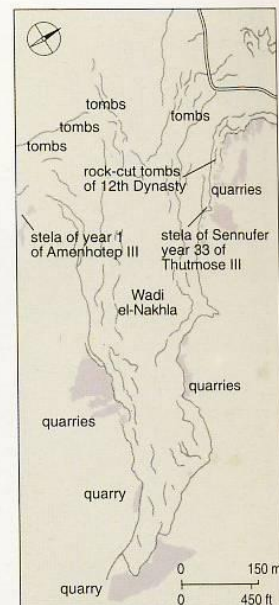 tombs
tombs
tombs
tombs
rock-cut tombs
of 12th Dynasty
quarries
stela of year 1
of Amenhotep III
stela of Sennufer
year 33 of
Thutmose III
Wadi
el-Nakhla
quarries
quarries
quarry
quarry
0 150 m
0 450 ft